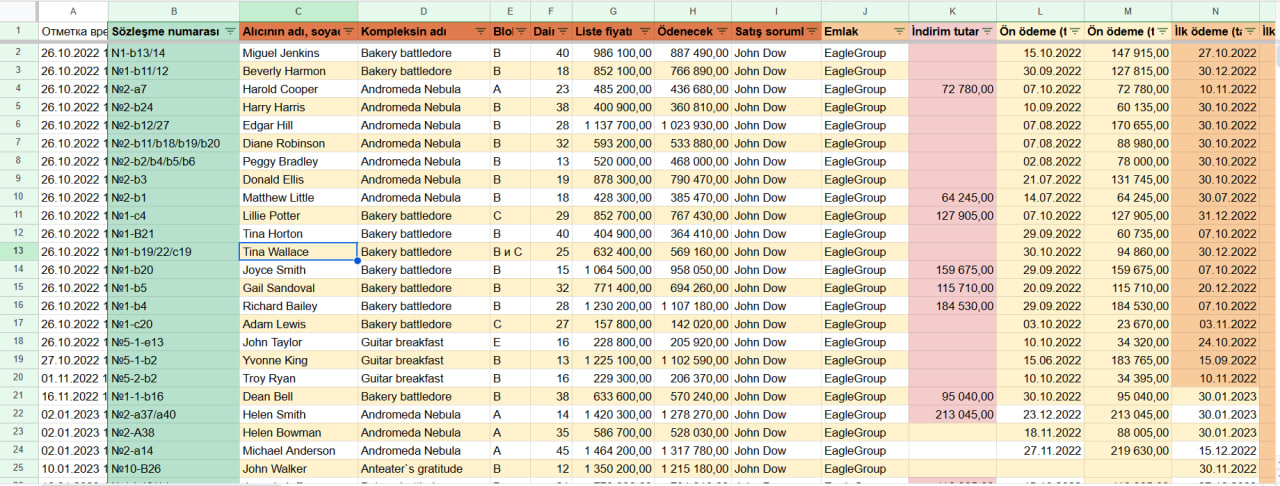 A B C D E F G H I J K L M N
1 Отметка вре Sözleşme numarası Alıcının adı, soyac Kompleksin adı Blo Dair Liste fiyatı Ödenecek Satış soruml Emlak İndirim tutar Ön ödeme (t Ön ödeme (t İlk ödeme (ta İlk
2 26.10.2022 1 N1-b13/14 Miguel Jenkins Bakery battledore B 40 986 100,00 887 490,00 John Dow EagleGroup 15.10.2022 147 915,00 27.10.2022
3 26.10.2022 1 №1-b11/12 Beverly Harmon Bakery battledore B 18 852 100,00 766 890,00 John Dow EagleGroup 30.09.2022 127 815,00 30.12.2022
4 26.10.2022 1 №2-a7 Harold Cooper Andromeda Nebula A 23 485 200,00 436 680,00 John Dow EagleGroup 72 780,00 07.10.2022 72 780,00 10.11.2022
5 26.10.2022 1 №2-b24 Harry Harris Andromeda Nebula B 38 400 900,00 360 810,00 John Dow EagleGroup 10.09.2022 60 135,00 30.10.2022
6 26.10.2022 1 №2-b12/27 Edgar Hill Andromeda Nebula B 28 1 137 700,00 1 023 930,00 John Dow EagleGroup 07.08.2022 170 655,00 30.10.2022
7 26.10.2022 1 №2-b11/b18/b19/b20 Diane Robinson Andromeda Nebula B 32 593 200,00 533 880,00 John Dow EagleGroup 07.08.2022 88 980,00 30.10.2022
8 26.10.2022 1 №2-b2/b4/b5/b6 Peggy Bradley Andromeda Nebula B 13 520 000,00 468 000,00 John Dow EagleGroup 02.08.2022 78 000,00 30.10.2022
9 26.10.2022 1 №2-b3 Donald Ellis Andromeda Nebula B 19 878 300,00 790 470,00 John Dow EagleGroup 21.07.2022 131 745,00 30.10.2022
10 26.10.2022 1 №2-b1 Matthew Little Andromeda Nebula B 18 428 300,00 385 470,00 John Dow EagleGroup 64 245,00 14.07.2022 64 245,00 30.07.2022
11 26.10.2022 1 №1-c4 Lillie Potter Bakery battledore C 29 852 700,00 767 430,00 John Dow EagleGroup 127 905,00 07.10.2022 127 905,00 31.12.2022
12 26.10.2022 1 №1-B21 Tina Horton Bakery battledore B 40 404 900,00 364 410,00 John Dow EagleGroup 29.09.2022 60 735,00 07.10.2022
13 26.10.2022 1 №1-b19/22/c19 Tina Wallace Bakery battledore В и С 25 632 400,00 569 160,00 John Dow EagleGroup 30.10.2022 94 860,00 30.12.2022
14 26.10.2022 1 №1-b20 Joyce Smith Bakery battledore B 15 1 064 500,00 958 050,00 John Dow EagleGroup 159 675,00 29.09.2022 159 675,00 07.10.2022
15 26.10.2022 1 №1-b5 Gail Sandoval Bakery battledore B 32 771 400,00 694 260,00 John Dow EagleGroup 115 710,00 20.09.2022 115 710,00 20.12.2022
16 26.10.2022 1 №1-b4 Richard Bailey Bakery battledore B 28 1 230 200,00 1 107 180,00 John Dow EagleGroup 184 530,00 29.09.2022 184 530,00 07.10.2022
17 26.10.2022 1 №1-c20 Adam Lewis Bakery battledore C 27 157 800,00 142 020,00 John Dow EagleGroup 03.10.2022 23 670,00 03.11.2022
18 26.10.2022 1 №5-1-e13 John Taylor Guitar breakfast E 16 228 800,00 205 920,00 John Dow EagleGroup 10.10.2022 34 320,00 24.10.2022
19 27.10.2022 1 №5-1-b2 Yvonne King Guitar breakfast B 13 1 225 100,00 1 102 590,00 John Dow EagleGroup 15.06.2022 183 765,00 15.09.2022
20 01.11.2022 1 №5-2-b2 Troy Ryan Guitar breakfast B 16 229 300,00 206 370,00 John Dow EagleGroup 10.10.2022 34 395,00 10.11.2022
21 16.11.2022 1 №1-1-b16 Dean Bell Bakery battledore B 38 633 600,00 570 240,00 John Dow EagleGroup 95 040,00 30.10.2022 95 040,00 30.01.2023
22 02.01.2023 1 №2-a37/a40 Helen Smith Andromeda Nebula A 14 1 420 300,00 1 278 270,00 John Dow EagleGroup 213 045,00 23.12.2022 213 045,00 30.01.2023
23 02.01.2023 1 №2-A38 Helen Bowman Andromeda Nebula A 35 586 700,00 528 030,00 John Dow EagleGroup 18.11.2022 88 005,00 30.01.2023
24 02.01.2023 1 №2-a14 Michael Anderson Andromeda Nebula A 45 1 464 200,00 1 317 780,00 John Dow EagleGroup 27.11.2022 219 630,00 15.12.2022
25 10.01.2023 1 №10-B26 John Walker Anteater`s gratitude B 12 1 350 200,00 1 215 180,00 John Dow EagleGroup 30.11.2022